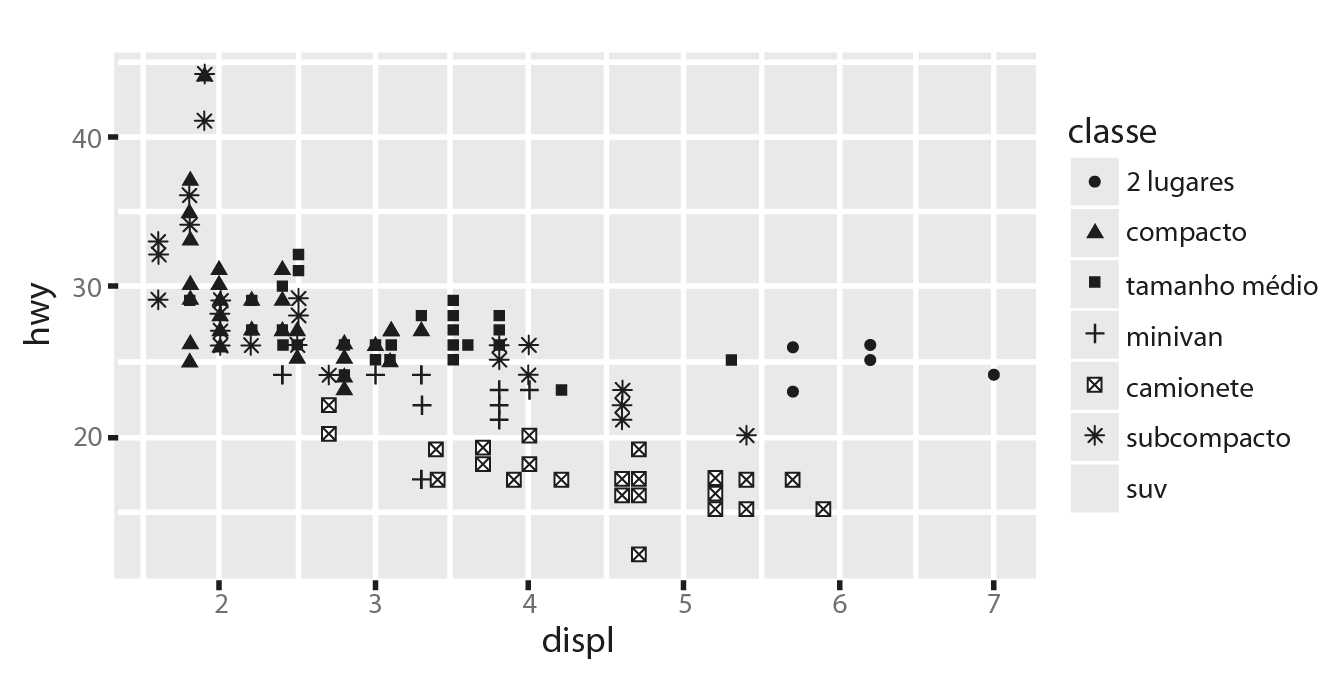 classe
2 lugares
compacto
tamanho médio
minivan
camionete
subcompacto
suv
hwy
40
30
20
2 3 4 5 6 7
displ